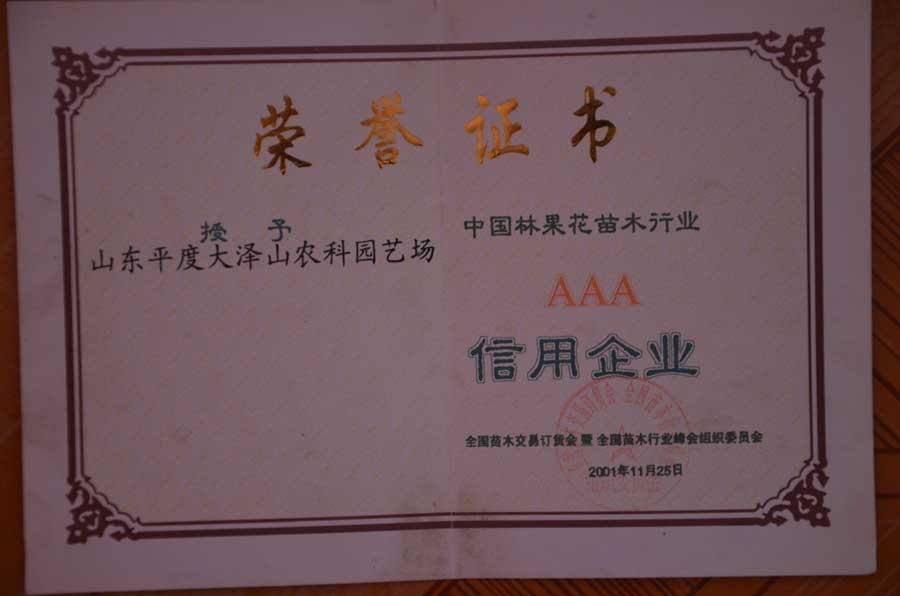 荣誉证书
授予
山东平度大泽山农科园艺场
中国林果花苗木行业
AAA
信用企业
全国苗木交易订货会 暨 全国苗木行业峰会组织委员会
2001年11月25日